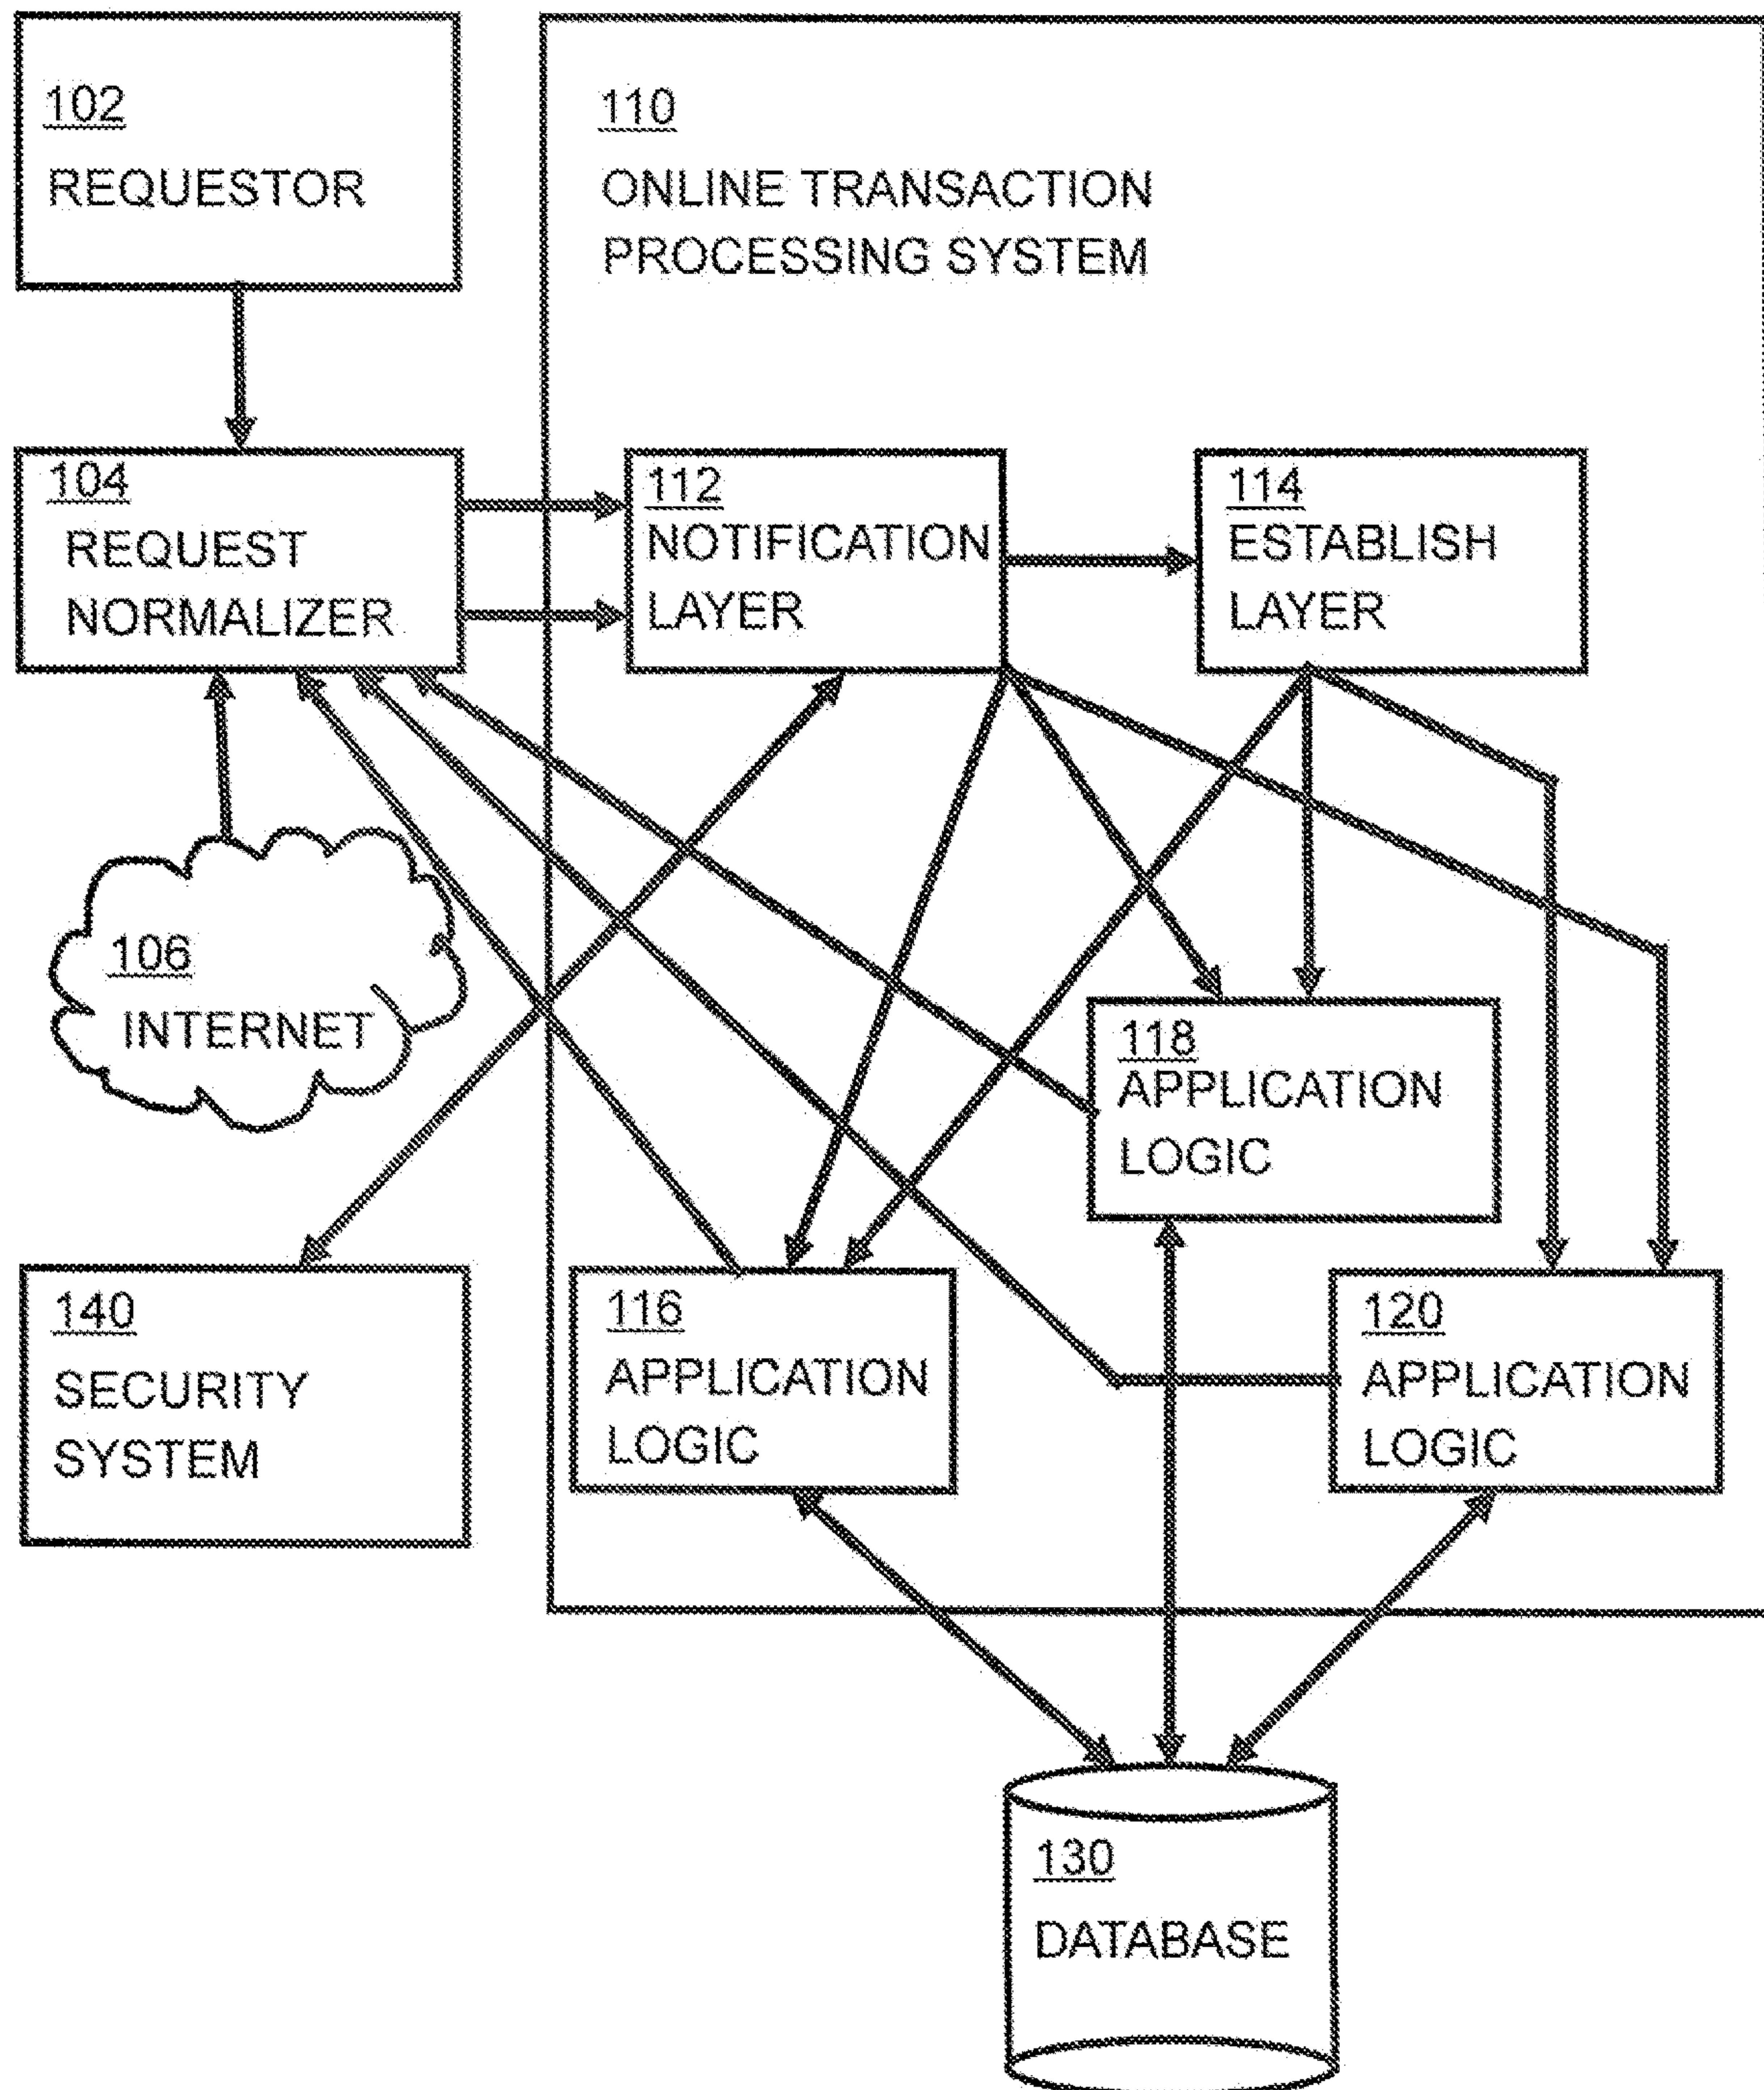 102
REQUESTOR
110
ONLINE TRANSACTION
PROCESSING SYSTEM
104
REQUEST
NORMALIZER
112
NOTIFICATION
LAYER
114
ESTABLISH
LAYER
106
INTERNET
118
APPLICATION
LOGIC
140
SECURITY
SYSTEM
116
APPLICATION
LOGIC
120
APPLICATION
LOGIC
130
DATABASE